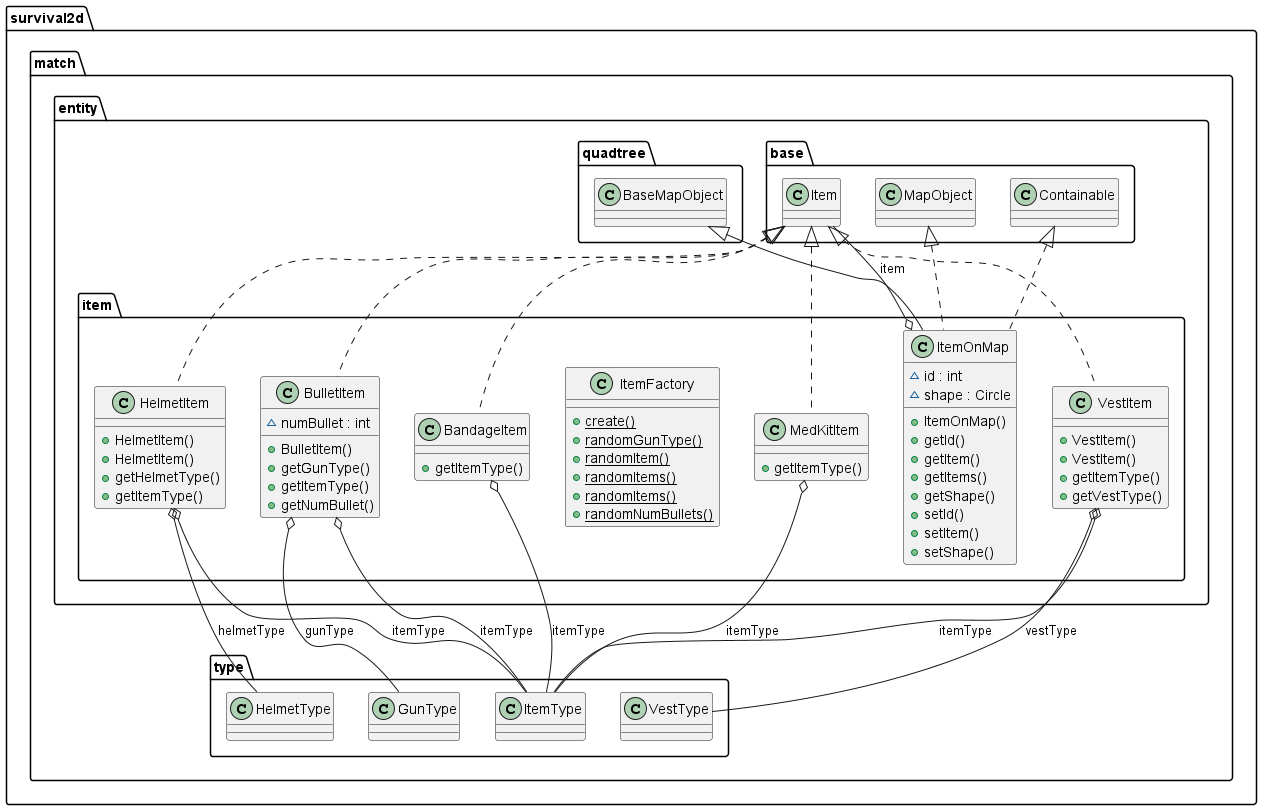 survival2d
match
entity
quadtree
base
C BaseMapObject
C Item
C MapObject
C Containable
item
item
C HelmetItem
HelmetItem()
HelmetItem()
getHelmetType()
getItemType()
C BulletItem
numBullet : int
BulletItem()
getGunType()
getItemType()
getNumBullet()
C BandageItem
getItemType()
C ItemFactory
create()
randomGunType()
randomItem()
randomItems()
randomItems()
randomNumBullets()
C MedKitItem
getItemType()
C ItemOnMap
id : int
shape : Circle
ItemOnMap()
getId()
getItem()
getItems()
getShape()
setId()
setItem()
setShape()
C VestItem
VestItem()
VestItem()
getItemType()
getVestType()
helmetType
gunType
itemType
itemType
itemType
itemType
itemType
vestType
type
C HelmetType
C GunType
C ItemType
C VestType